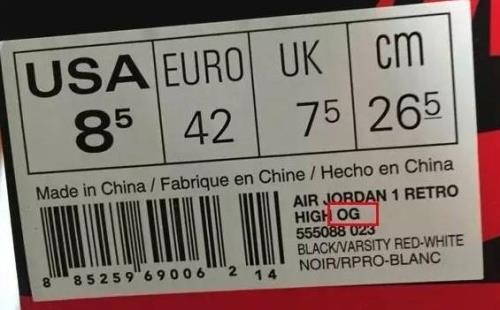 USA EURO UK cm
8⁵ 42 7⁵ 26⁵
Made in China / Fabrique en Chine / Hecho en China
AIR JORDAN 1 RETRO
HIGH OG
555088 023
BLACK/VARSITY RED-WHITE
NOIR/RPRO-BLANC
8 85259 69006 2 14